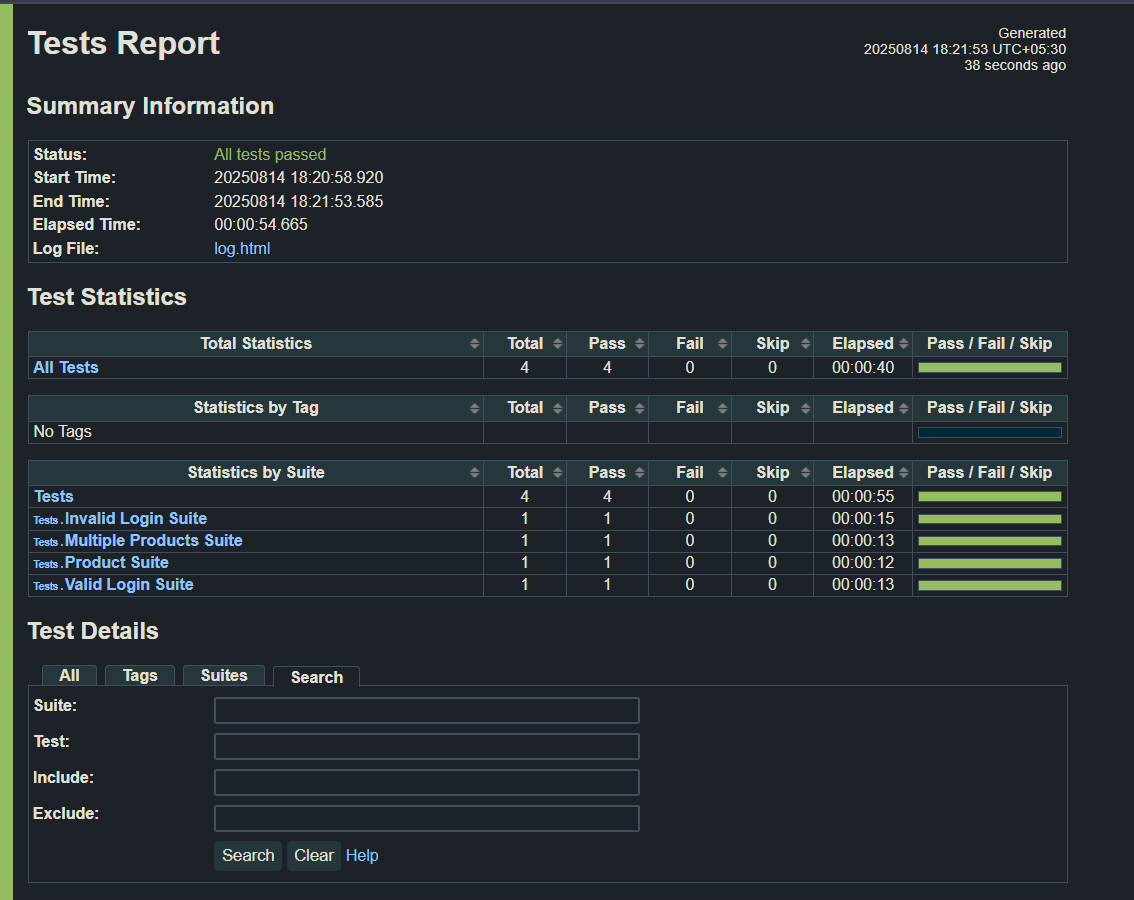 Tests Report
Generated
20250814 18:21:53 UTC+05:30
38 seconds ago
Summary Information
Status: All tests passed
Start Time: 20250814 18:20:58.920
End Time: 20250814 18:21:53.585
Elapsed Time: 00:00:54.665
Log File: log.html
Test Statistics
Total Statistics Total Pass Fail Skip Elapsed Pass / Fail / Skip
All Tests 4 4 0 0 00:00:40
Statistics by Tag Total Pass Fail Skip Elapsed Pass / Fail / Skip
No Tags
Statistics by Suite Total Pass Fail Skip Elapsed Pass / Fail / Skip
Tests 4 4 0 0 00:00:55
Tests . Invalid Login Suite 1 1 0 0 00:00:15
Tests . Multiple Products Suite 1 1 0 0 00:00:13
Tests . Product Suite 1 1 0 0 00:00:12
Tests . Valid Login Suite 1 1 0 0 00:00:13
Test Details
All Tags Suites Search
Suite:
Test:
Include:
Exclude:
Search Clear Help